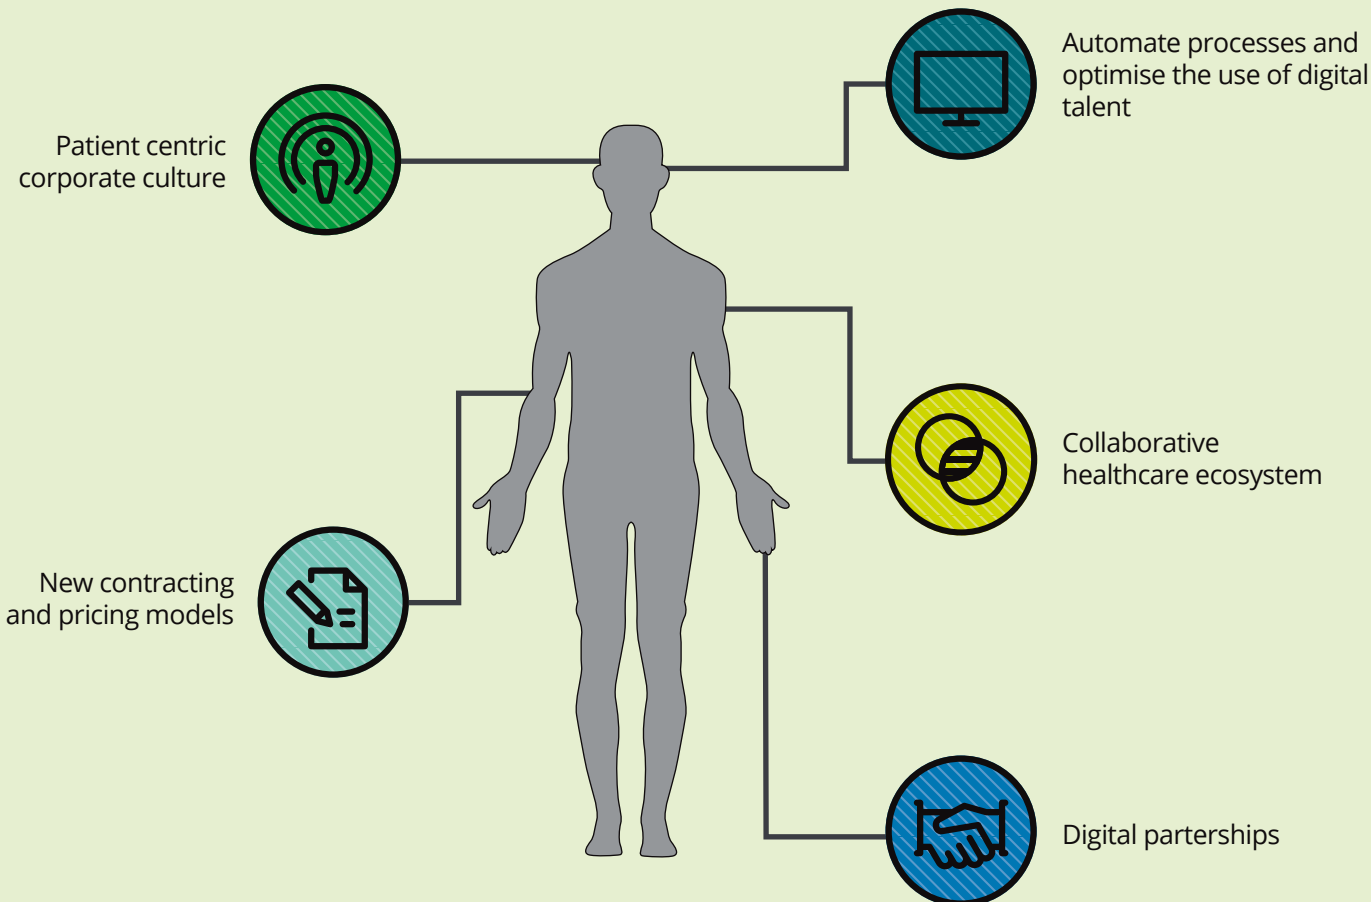 Automate processes and
optimise the use of digital
talent
Patient centric
corporate culture
Collaborative
healthcare ecosystem
New contracting
and pricing models
Digital parterships